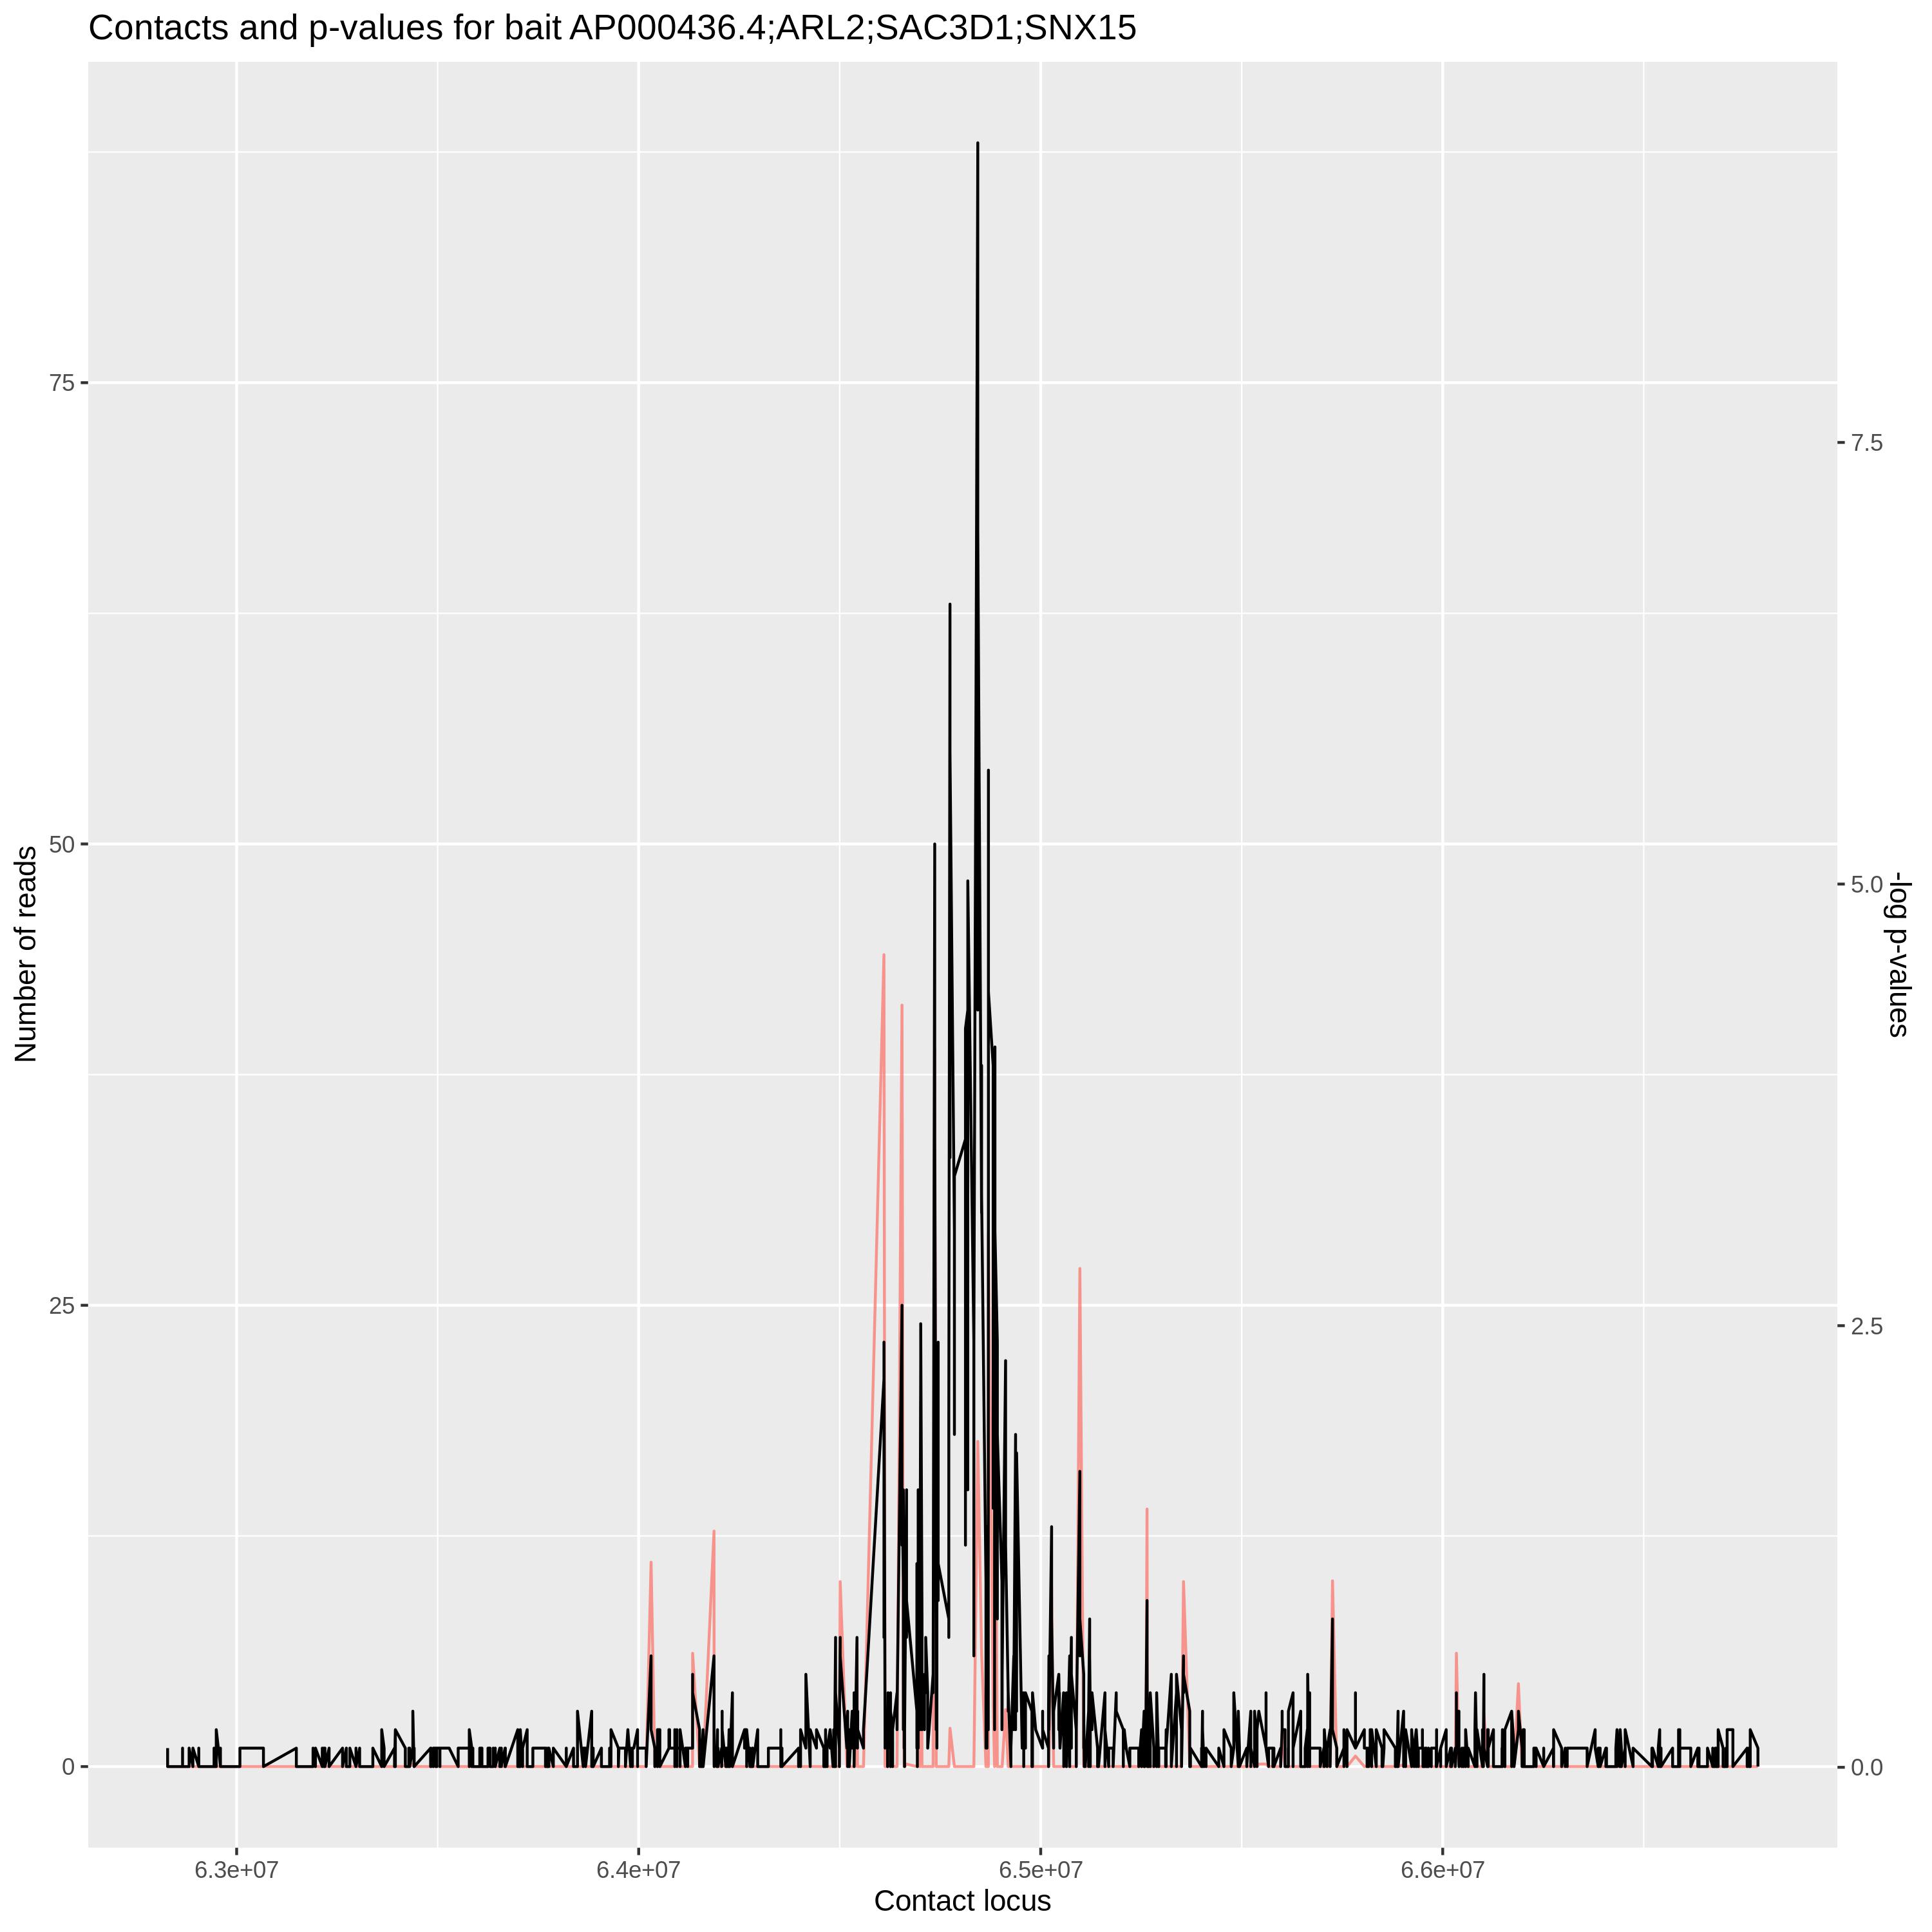 Contacts and p-values for bait AP000436.4;ARL2;SAC3D1;SNX15
75
50
25
0
Number of reads
7.5
5.0
2.5
0.0
-log p-values
6.3e+07
6.4e+07
6.5e+07
6.6e+07
Contact locus